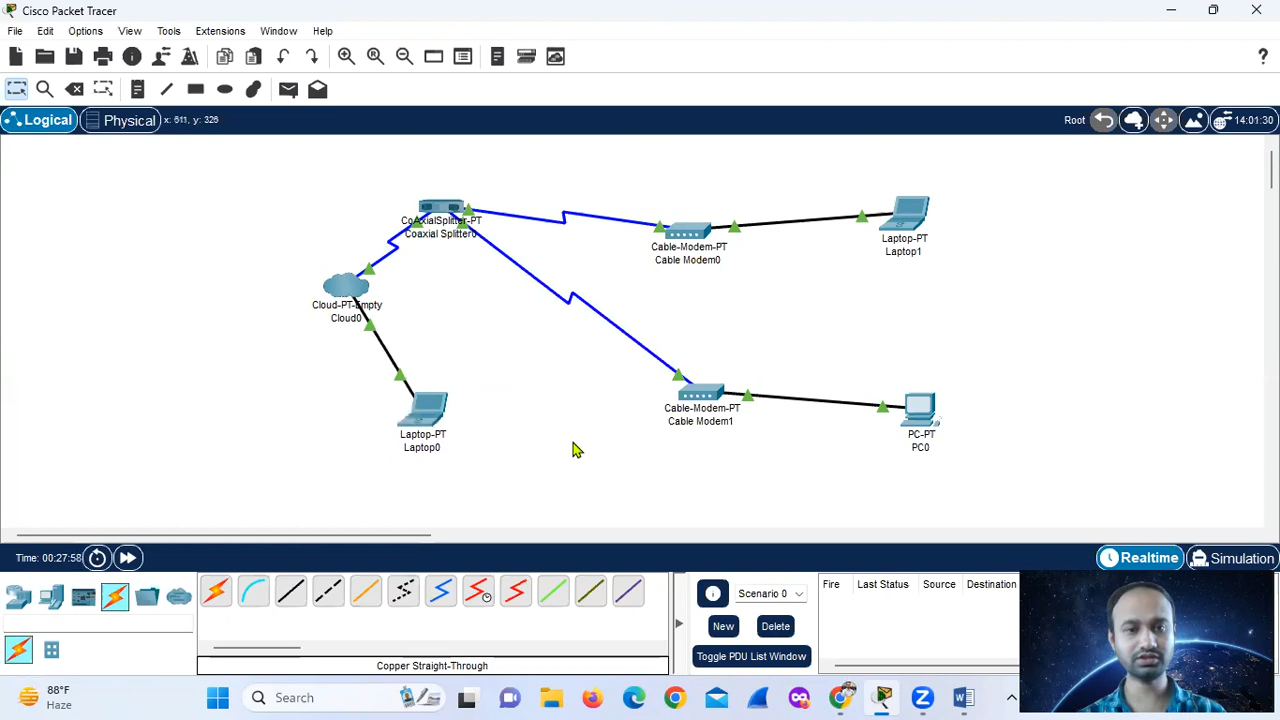 Cisco Packet Tracer
File Edit Options View Tools Extensions Window Help
?
Logical Physical x: 611, y: 326 Root 14:01:30
CoAxialSplitter-PT
Coaxial Splitter0
Cable-Modem-PT
Cable Modem0
Laptop-PT
Laptop1
Cloud-PT-Empty
Cloud0
Cable-Modem-PT
Cable Modem1
Laptop-PT
Laptop0
PC-PT
PC0
Time: 00:27:58 Realtime Simulation
Scenario 0 Fire Last Status Source Destination
New Delete
Toggle PDU List Window
Copper Straight-Through
88°F
Haze
Search